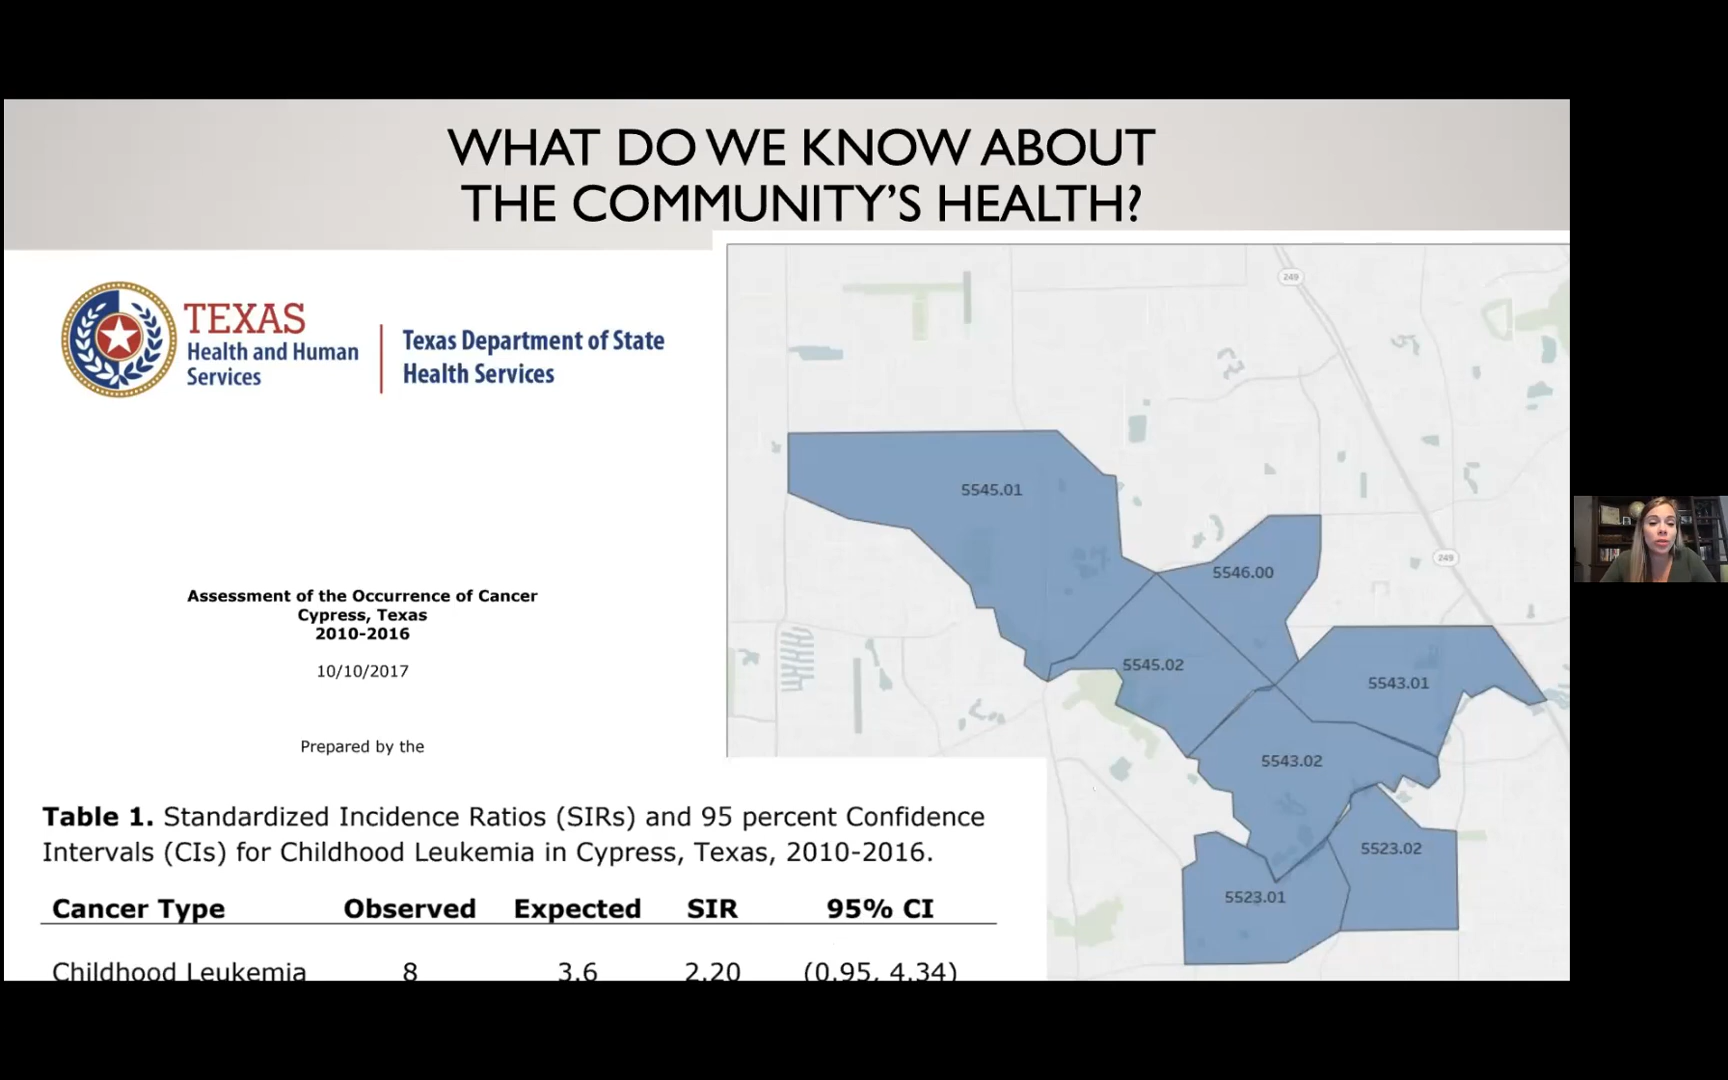 WHAT DO WE KNOW ABOUT
THE COMMUNITY'S HEALTH?
TEXAS
Health and Human
Services
Texas Department of State
Health Services
Assessment of the Occurrence of Cancer
Cypress, Texas
2010-2016
10/10/2017
Prepared by the
Table 1. Standardized Incidence Ratios (SIRs) and 95 percent Confidence
Intervals (CIs) for Childhood Leukemia in Cypress, Texas, 2010-2016.
Cancer Type Observed Expected SIR 95% CI
Childhood Leukemia 8 3.6 2.20 (0.95, 4.34)
249
5545.01
249
5546.00
5545.02
5543.01
5543.02
5523.02
5523.01